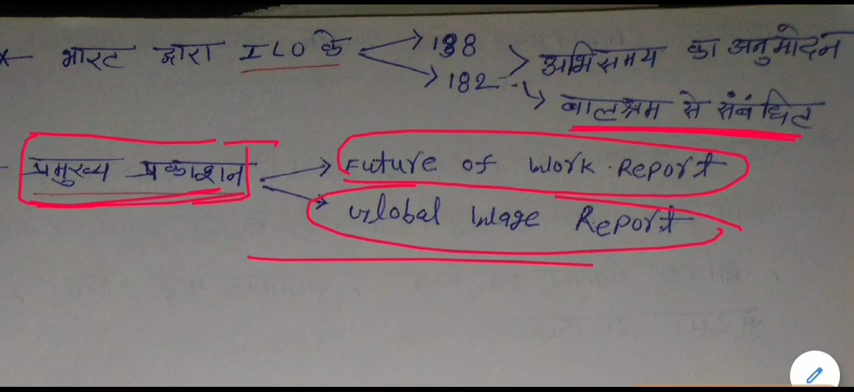 * भारत द्वारा ILO के → 138 > अभिसमय का अनुमोदन
→ 182 → बालश्रम से संबंधित
- प्रमुख्य प्रकाशन → Future of Work Report
→ Global Wage Report